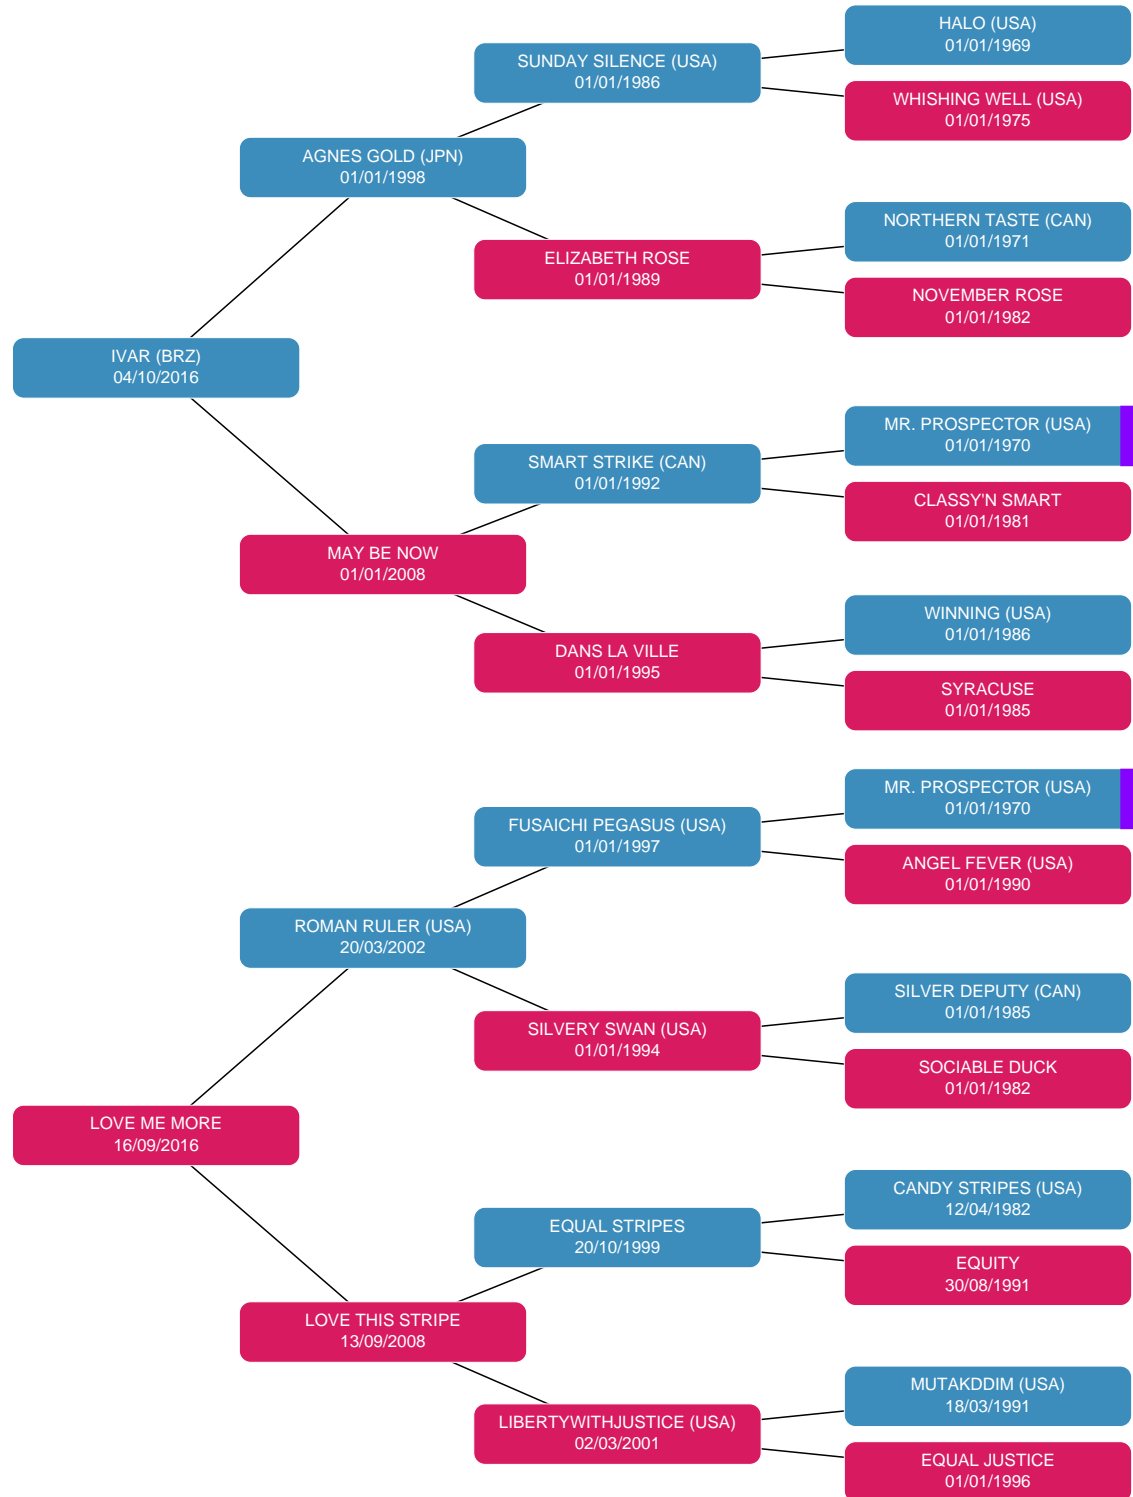 HALO (USA)
01/01/1969
SUNDAY SILENCE (USA)
01/01/1986
WHISHING WELL (USA)
01/01/1975
AGNES GOLD (JPN)
01/01/1998
NORTHERN TASTE (CAN)
01/01/1971
ELIZABETH ROSE
01/01/1989
NOVEMBER ROSE
01/01/1982
IVAR (BRZ)
04/10/2016
MR. PROSPECTOR (USA)
01/01/1970
SMART STRIKE (CAN)
01/01/1992
CLASSY'N SMART
01/01/1981
MAY BE NOW
01/01/2008
WINNING (USA)
01/01/1986
DANS LA VILLE
01/01/1995
SYRACUSE
01/01/1985
MR. PROSPECTOR (USA)
01/01/1970
FUSAICHI PEGASUS (USA)
01/01/1997
ANGEL FEVER (USA)
01/01/1990
ROMAN RULER (USA)
20/03/2002
SILVER DEPUTY (CAN)
01/01/1985
SILVERY SWAN (USA)
01/01/1994
SOCIABLE DUCK
01/01/1982
LOVE ME MORE
16/09/2016
CANDY STRIPES (USA)
12/04/1982
EQUAL STRIPES
20/10/1999
EQUITY
30/08/1991
LOVE THIS STRIPE
13/09/2008
MUTAKDDIM (USA)
18/03/1991
LIBERTYWITHJUSTICE (USA)
02/03/2001
EQUAL JUSTICE
01/01/1996